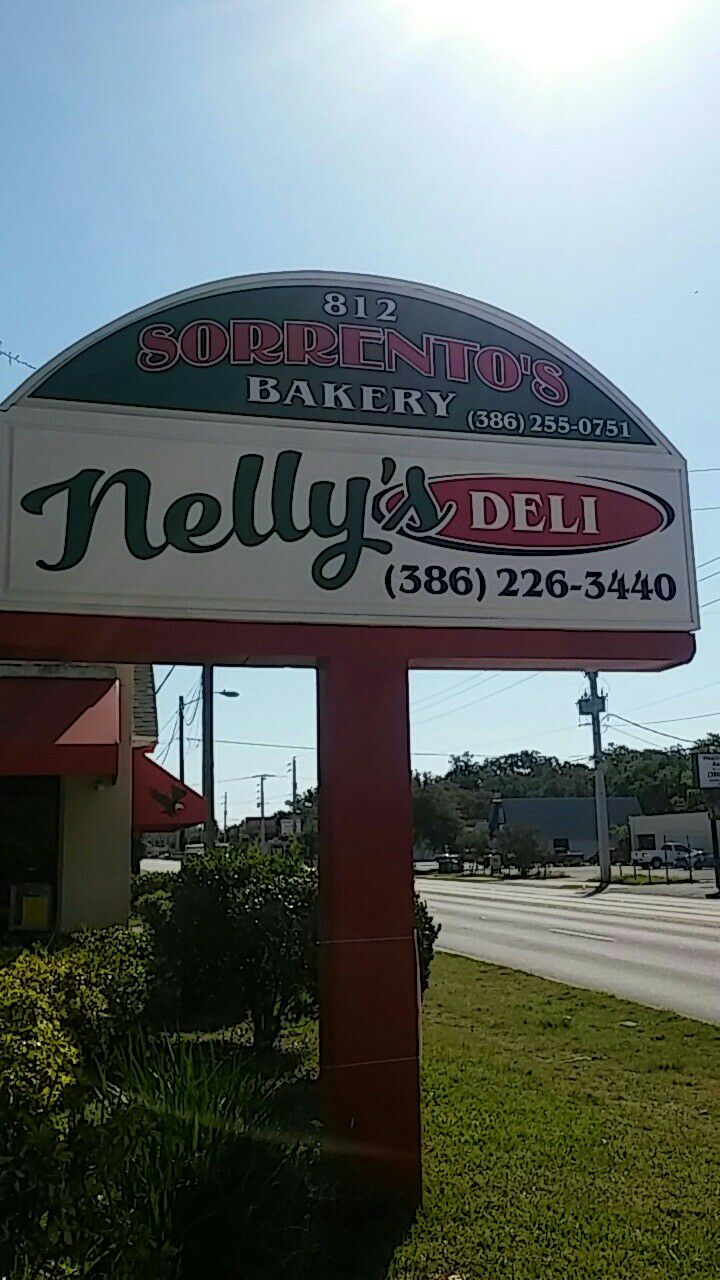 812
SORRENTO'S
BAKERY
(386) 255-0751
Nelly's DELI
(386) 226-3440